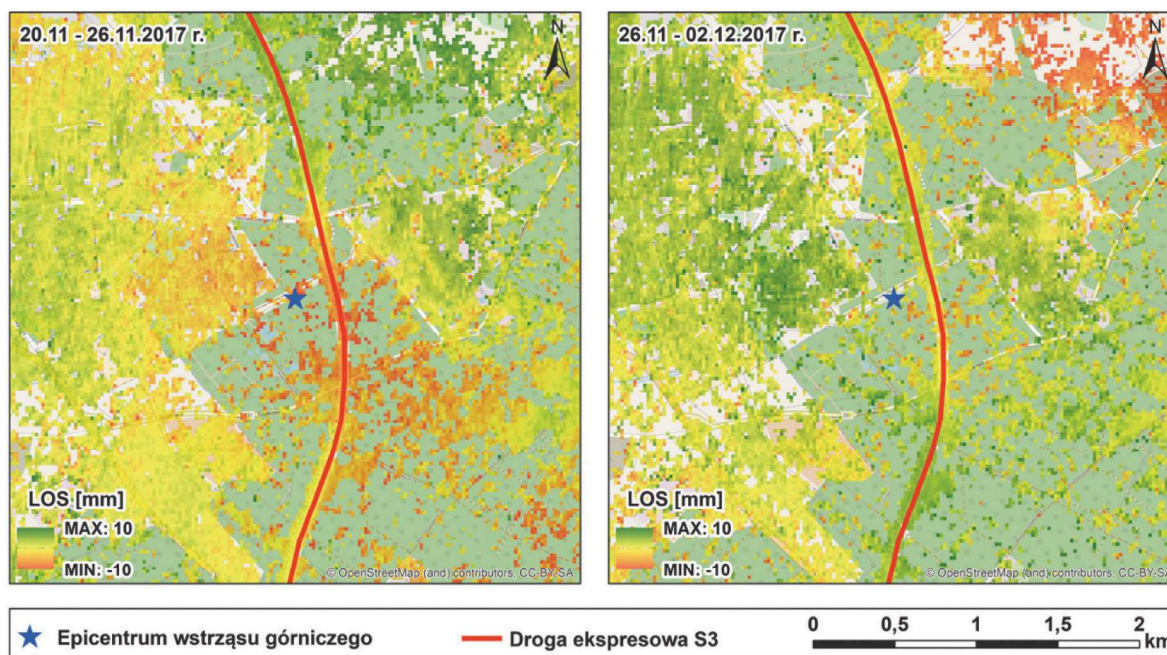 20.11 - 26.11.2017 r.
N
LOS [mm]
MAX: 10
MIN: -10
© OpenStreetMap (and) contributors, CC-BY-SA
26.11 - 02.12.2017 r.
N
LOS [mm]
MAX: 10
MIN: -10
© OpenStreetMap (and) contributors, CC-BY-SA
Epicentrum wstrząsu górniczego
Droga ekspresowa S3
0 0,5 1 1,5 2
km